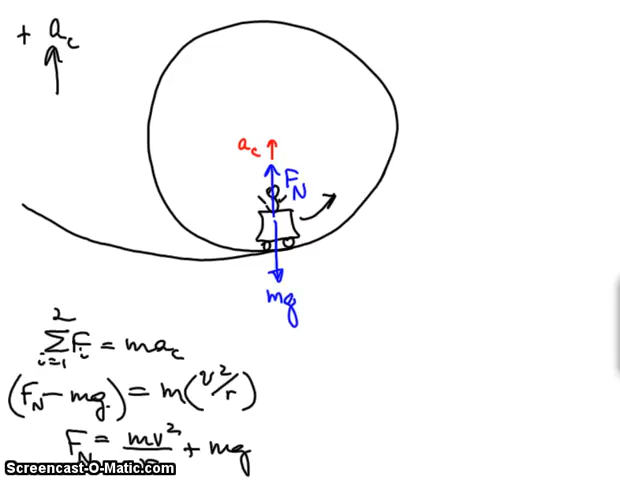 + a_c
a_c
F_N
mg
2
Σ F_i = ma_c
i=1
(F_N - mg) = m(v²/r)
F_N = mv² + mg
Screencast-O-Matic.com